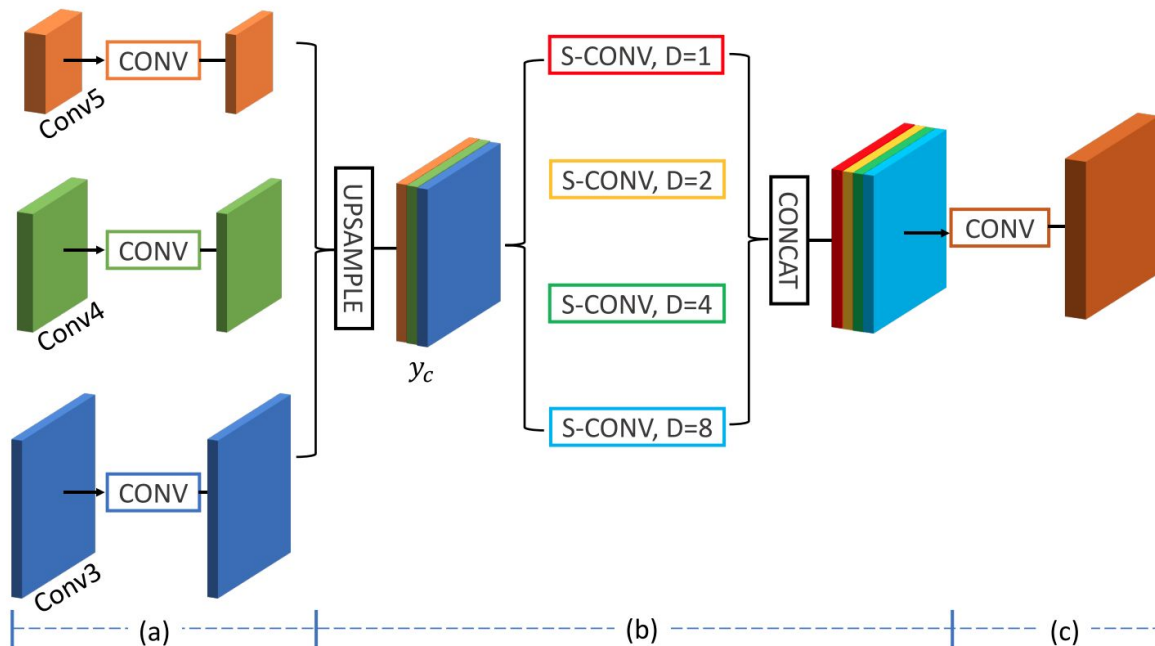 CONV
Conv5
CONV
Conv4
CONV
Conv3
UPSAMPLE
y_c
S-CONV, D=1
S-CONV, D=2
S-CONV, D=4
S-CONV, D=8
CONCAT
CONV
(a)
(b)
(c)